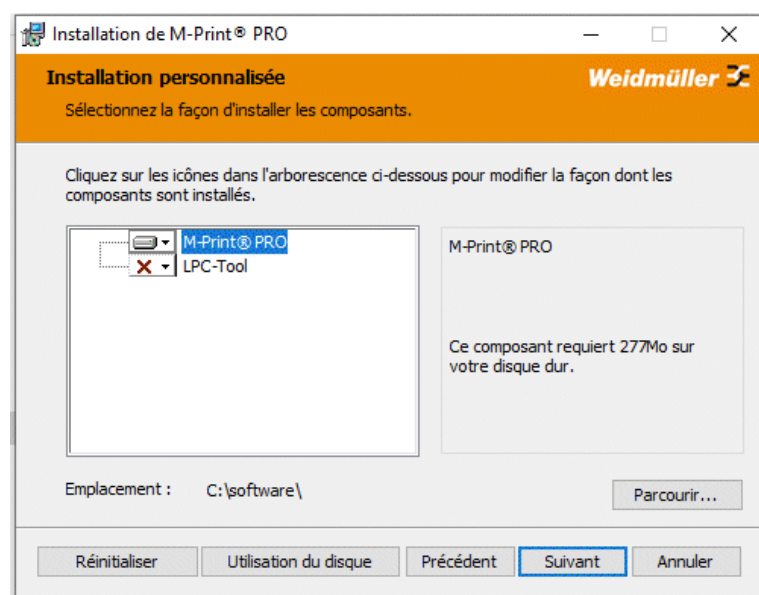 Installation de M-Print® PRO
Installation personnalisée
Weidmüller
Sélectionnez la façon d'installer les composants.
Cliquez sur les icônes dans l'arborescence ci-dessous pour modifier la façon dont les
composants sont installés.
M-Print® PRO
LPC-Tool
M-Print® PRO
Ce composant requiert 277Mo sur
votre disque dur.
Emplacement : C:\software\
Parcourir...
Réinitialiser Utilisation du disque Précédent Suivant Annuler